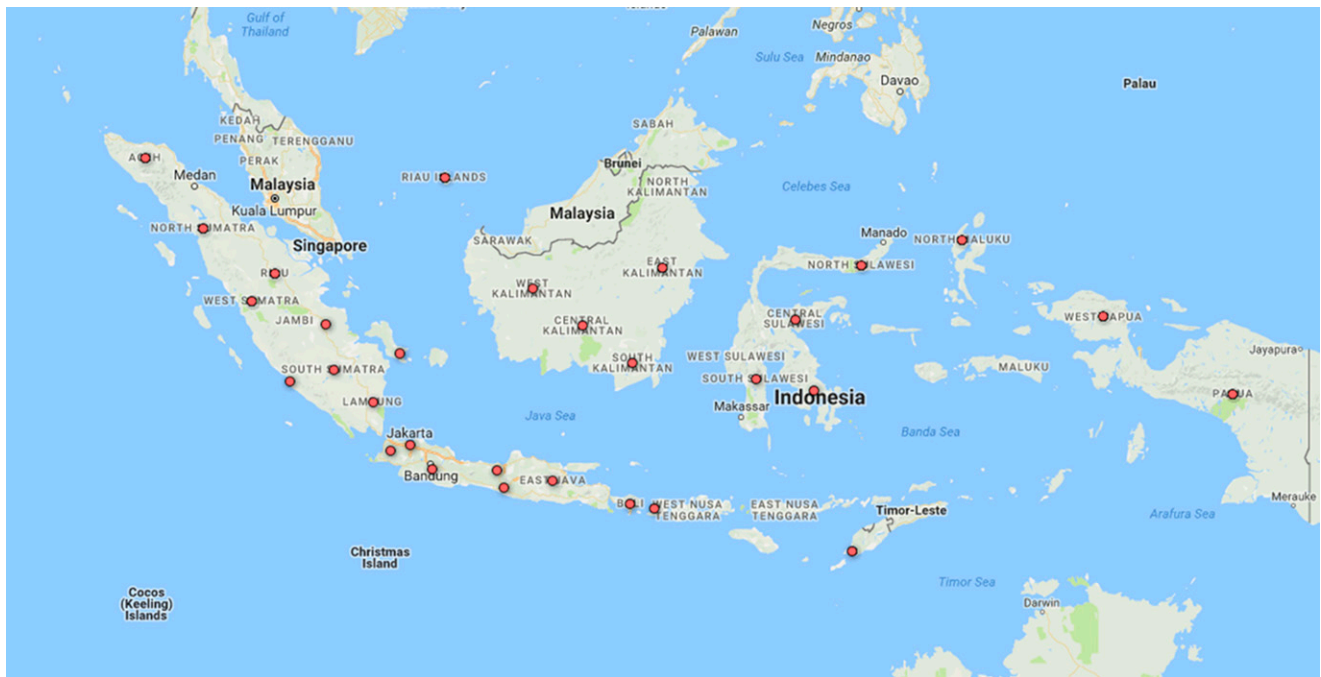 Gulf of
Thailand
Palawan
Negros
Sulu Sea
Mindanao
Davao
Palau
KEDAH
PENANG
TERENGGANU
PERAK
SABAH
ACEH
Medan
Malaysia
Kuala Lumpur
RIAU ISLANDS
Brunei
NORTH
KALIMANTAN
Celebes Sea
Malaysia
NORTH SUMATRA
Singapore
SARAWAK
Manado
NORTH MALUKU
RIAU
EAST
KALIMANTAN
NORTH SULAWESI
WEST
KALIMANTAN
WEST SUMATRA
JAMBI
CENTRAL
KALIMANTAN
CENTRAL
SULAWESI
WEST PAPUA
Jayapura
SOUTH SUMATRA
SOUTH
KALIMANTAN
WEST SULAWESI
SOUTH SULAWESI
MALUKU
LAMPUNG
Makassar
Indonesia
PAPUA
Java Sea
Banda Sea
Jakarta
Bandung
EAST JAVA
BALI
WEST NUSA
TENGGARA
EAST NUSA
TENGGARA
Timor-Leste
Merauke
Arafura Sea
Christmas
Island
Cocos
(Keeling)
Islands
Timor Sea
Darwin